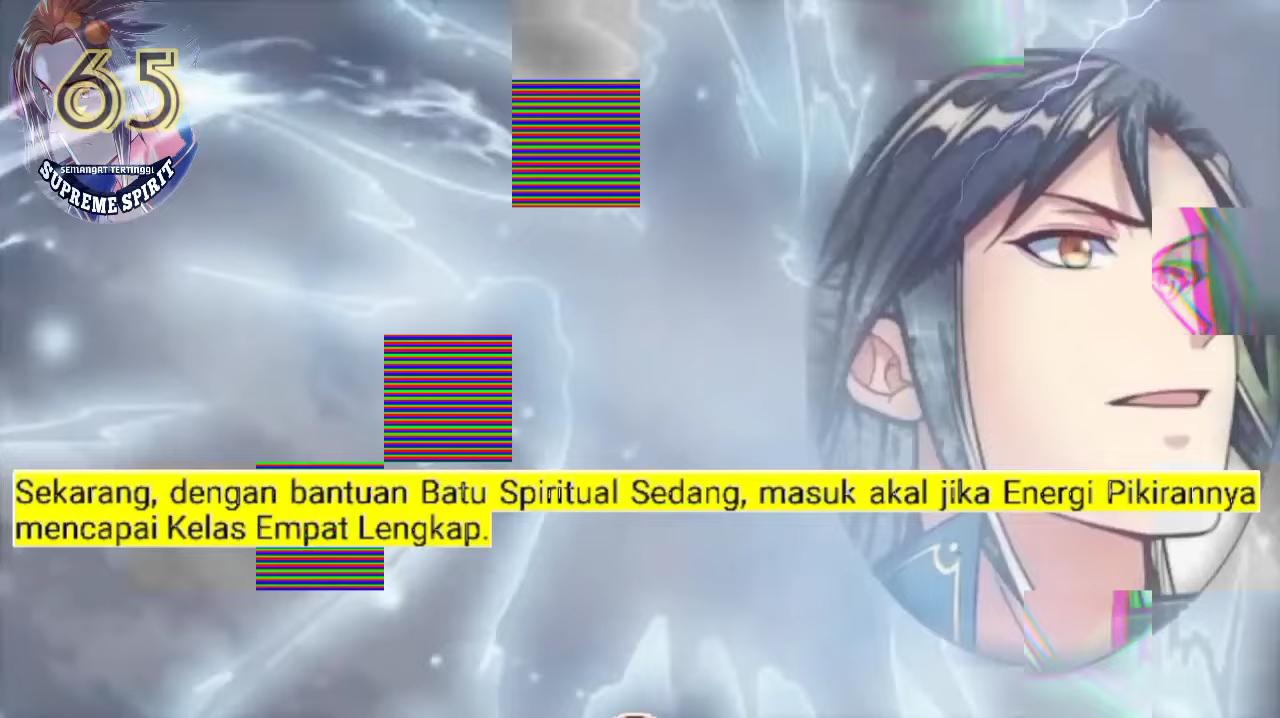 65
SEMANGAT TERTINGGI
SUPREME SPIRIT
Sekarang, dengan bantuan Batu Spiritual Sedang, masuk akal jika Energi Pikirannya
mencapai Kelas Empat Lengkap.